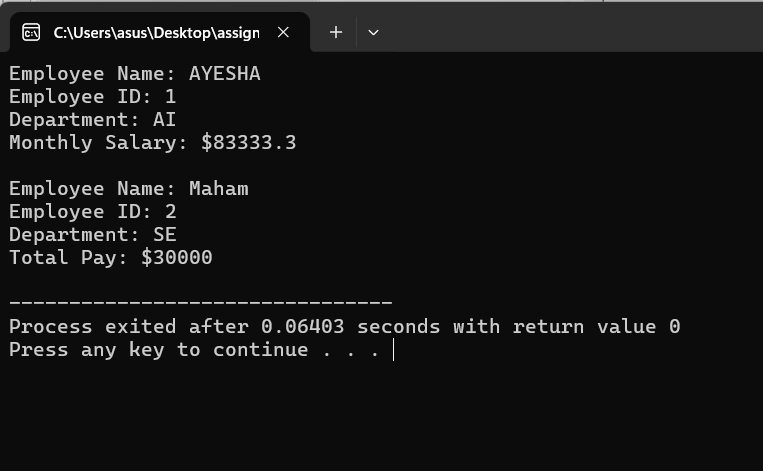 C:\Users\asus\Desktop\assign
Employee Name: AYESHA
Employee ID: 1
Department: AI
Monthly Salary: $83333.3
Employee Name: Maham
Employee ID: 2
Department: SE
Total Pay: $30000
--------------------------------
Process exited after 0.06403 seconds with return value 0
Press any key to continue . . .